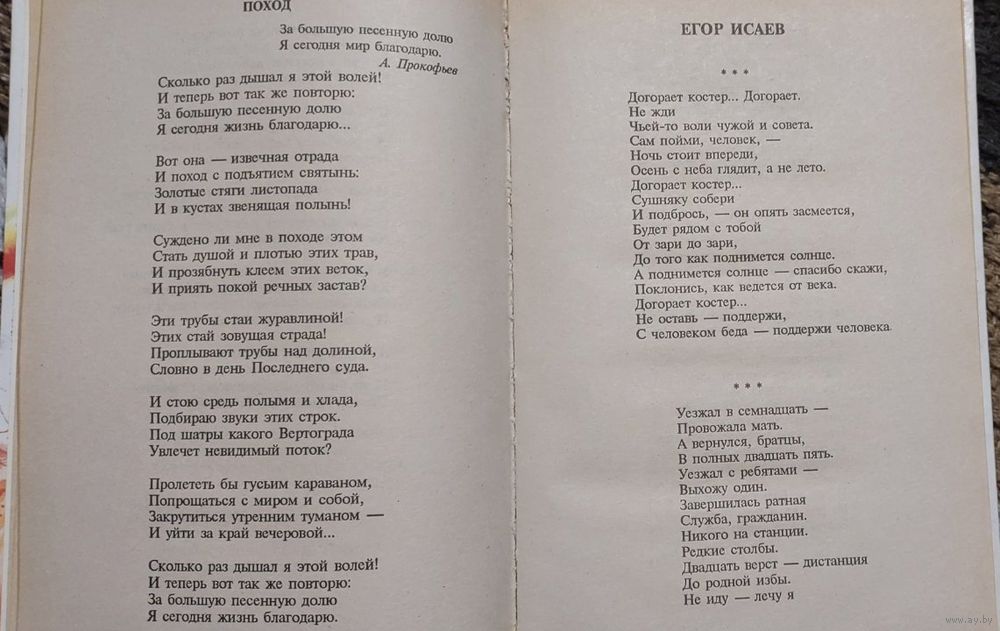 ПОХОД
За большую песенную долю
Я сегодня мир благодарю.
А. Прокофьев
Сколько раз дышал я этой волей!
И теперь вот так же повторю:
За большую песенную долю
Я сегодня жизнь благодарю...
Вот она — извечная отрада
И поход с подъятием святынь:
Золотые стяги листопада
И в кустах звенящая полынь!
Суждено ли мне в походе этом
Стать душой и плотью этих трав,
И прозябнуть клеем этих веток,
И приять покой речных застав?
Эти трубы стаи журавлиной!
Этих стай зовущая страда!
Проплывают трубы над долиной,
Словно в день Последнего суда.
И стою средь полымя и хлада,
Подбираю звуки этих строк.
Под шатры какого Вертограда
Увлечет невидимый поток?
Пролететь бы гусьим караваном,
Попрощаться с миром и собой,
Закрутиться утренним туманом —
И уйти за край вечеровой...
Сколько раз дышал я этой волей!
И теперь вот так же повторю:
За большую песенную долю
Я сегодня жизнь благодарю.
ЕГОР ИСАЕВ
* * *
Догорает костер... Догорает.
Не жди
Чьей-то воли чужой и совета.
Сам пойми, человек, —
Ночь стоит впереди,
Осень с неба глядит, а не лето.
Догорает костер...
Сушняку собери
И подбрось, — он опять засмеется,
Будет рядом с тобой
От зари до зари,
До того как поднимется солнце.
А поднимется солнце — спасибо скажи,
Поклонись, как ведется от века.
Догорает костер...
Не оставь — поддержи,
С человеком беда — поддержи человека.
* * *
Уезжал в семнадцать —
Провожала мать.
А вернулся, братцы,
В полных двадцать пять.
Уезжал с ребятами —
Выхожу один.
Завершилась ратная
Служба, гражданин.
Никого на станции.
Редкие столбы.
Двадцать верст — дистанция
До родной избы.
Не иду — лечу я
www.ay.by